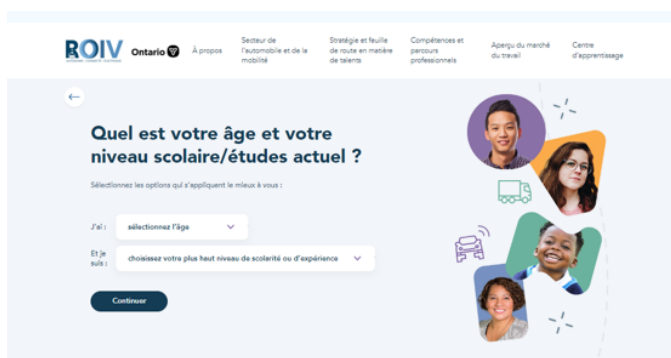 ROIV
Ontario
À propos
Secteur de
l'automobile et de la
mobilité
Stratégie et feuille
de route en matière
de talents
Compétences et
parcours
professionnels
Aperçu du marché
du travail
Centre
d'apprentissage
Quel est votre âge et votre
niveau scolaire/études actuel ?
Sélectionnez les options qui s'appliquent le mieux à vous :
J'ai :
sélectionnez l'âge
Et je
suis :
choisissez votre plus haut niveau de scolarité ou d'expérience
Continuer